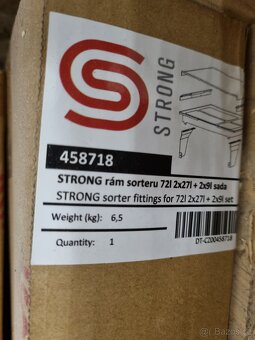 STRONG
458718
STRONG rám sorteru 72l 2x27l + 2x9l sada
STRONG sorter fittings for 72l 2x27l + 2x9l set
Weight (kg): 6,5
Quantity: 1
DT-C200458718